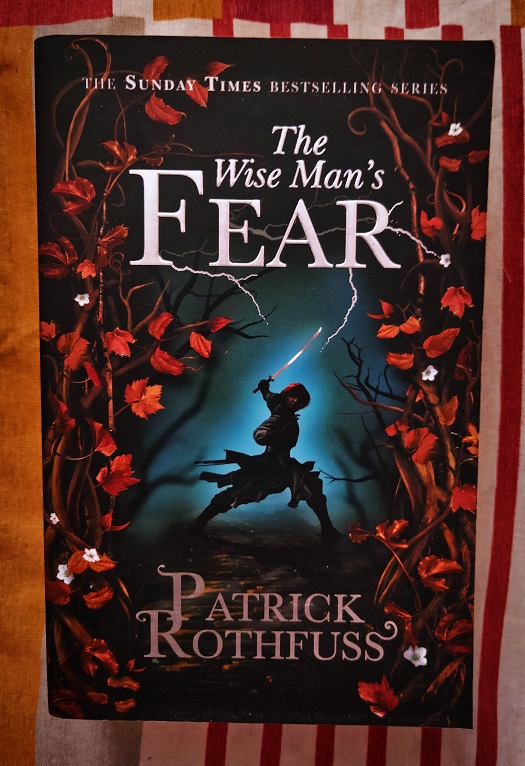 THE SUNDAY TIMES BESTSELLING SERIES
The
Wise Man's
FEAR
PATRICK
ROTHFUSS